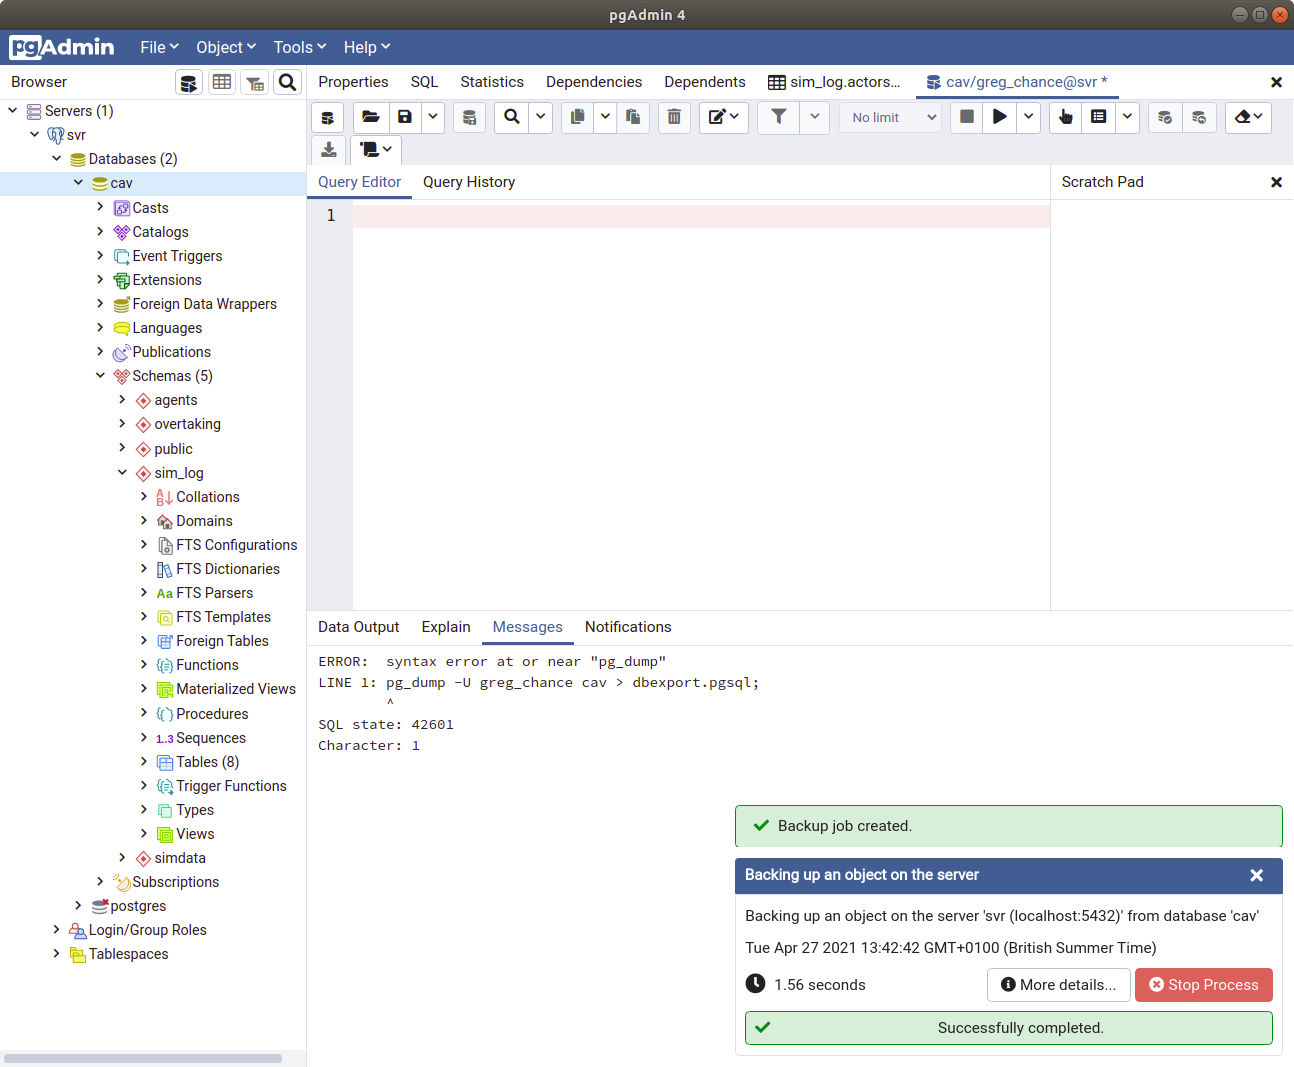 pgAdmin 4
pgAdmin File Object Tools Help
Browser
Properties SQL Statistics Dependencies Dependents sim_log.actors... cav/greg_chance@svr *
No limit
Servers (1)
svr
Databases (2)
cav
Casts
Catalogs
Event Triggers
Extensions
Foreign Data Wrappers
Languages
Publications
Schemas (5)
agents
overtaking
public
sim_log
Collations
Domains
FTS Configurations
FTS Dictionaries
Aa FTS Parsers
FTS Templates
Foreign Tables
Functions
Materialized Views
Procedures
1..3 Sequences
Tables (8)
Trigger Functions
Types
Views
simdata
Subscriptions
postgres
Login/Group Roles
Tablespaces
Query Editor Query History
1
Scratch Pad
Data Output Explain Messages Notifications
ERROR:  syntax error at or near "pg_dump"
LINE 1: pg_dump -U greg_chance cav > dbexport.pgsql;
^
SQL state: 42601
Character: 1
Backup job created.
Backing up an object on the server
Backing up an object on the server 'svr (localhost:5432)' from database 'cav'
Tue Apr 27 2021 13:42:42 GMT+0100 (British Summer Time)
1.56 seconds More details... Stop Process
Successfully completed.